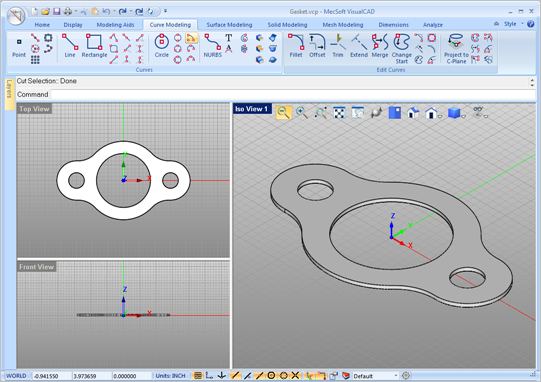 Gasket.vcp - MecSoft VisualCAD
Home Display Modeling Aids Curve Modeling Surface Modeling Mesh Modeling Dimensions Analyze Style
Point Line Rectangle Circle NURBS Fillet Offset Trim Extend Merge Change Start Project to C-Plane
Curves Edit Curves
Cut Selection:: Done
Command
Layers
Top View
Iso View 1
Y
Z X
Z
Y
X
Front View
Z
X
WORLD -0.941550 3.973659 0.000000 Units: INCH Default